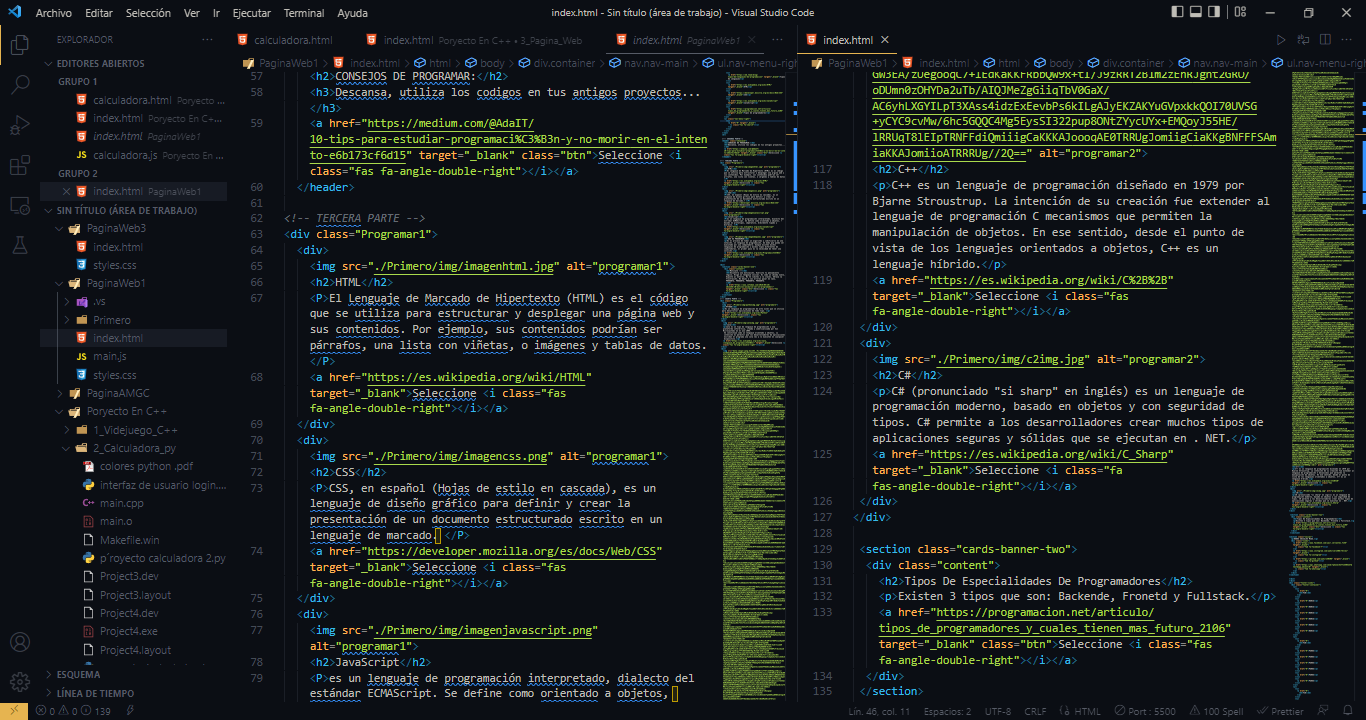 Archivo Editar Selección Ver Ir Ejecutar Terminal Ayuda
index.html - Sin título (área de trabajo) - Visual Studio Code
EXPLORADOR
EDITORES ABIERTOS
GRUPO 1
calculadora.html Poryecto ...
index.html Poryecto En C++ ...
index.html PaginaWeb1
calculadora.js Poryecto En ...
GRUPO 2
index.html PaginaWeb1
SIN TÍTULO (ÁREA DE TRABAJO)
PaginaWeb3
index.html
styles.css
PaginaWeb1
.vs
Primero
index.html
main.js
styles.css
PaginaAMGC
Poryecto En C++
1_Videjuego_C++
2_Calculadora_py
colores python .pdf
interfaz de usuario login....
main.cpp
main.o
Makefile.win
p´royecto calculadora 2.py
Project3.dev
Project3.layout
Project4.dev
Project4.exe
Project4.layout
ESQUEMA
LÍNEA DE TIEMPO
calculadora.html
index.html Poryecto En C++ • 3_Pagina_Web
index.html PaginaWeb1
PaginaWeb1 > index.html > html > body > div.container > nav.nav-main > ul.nav-menu-righ
57 <h2>CONSEJOS DE PROGRAMAR:</h2>
58 <h3>Descansa, utiliza los codigos en tus antigos proyectos...
</h3>
59 <a href="https://medium.com/@AdaIT/
10-tips-para-estudiar-programaci%C3%B3n-y-no-morir-en-el-inten
to-e6b173cf6d15" target="_blank" class="btn">Seleccione <i
class="fas fa-angle-double-right"></i></a>
60 </header>
61
62 <!-- TERCERA PARTE -->
63 <div class="Programar1">
64 <div>
65 <img src="./Primero/img/imagenhtml.jpg" alt="programar1">
66 <h2>HTML</h2>
67 <P>El Lenguaje de Marcado de Hipertexto (HTML) es el código
que se utiliza para estructurar y desplegar una página web y
sus contenidos. Por ejemplo, sus contenidos podrían ser
párrafos, una lista con viñetas, o imágenes y tablas de datos.
</P>
68 <a href="https://es.wikipedia.org/wiki/HTML"
target="_blank">Seleccione <i class="fas
fa-angle-double-right"></i></a>
69 </div>
70 <div>
71 <img src="./Primero/img/imagencss.png" alt="programar1">
72 <h2>CSS</h2>
73 <P>CSS, en español (Hojas de estilo en cascada), es un
lenguaje de diseño gráfico para definir y crear la
presentación de un documento estructurado escrito en un
lenguaje de marcado. </P>
74 <a href="https://developer.mozilla.org/es/docs/Web/CSS"
target="_blank">Seleccione <i class="fas
fa-angle-double-right"></i></a>
75 </div>
76 <div>
77 <img src="./Primero/img/imagenjavascript.png"
alt="programar1">
78 <h2>JavaScript</h2>
79 <P>es un lenguaje de programación interpretado, dialecto del
estándar ECMAScript. Se define como orientado a objetos,
index.html
PaginaWeb1 > index.html > html > body > div.container > nav.nav-main > ul.nav-menu-righ
117 <h2>C++</h2>
118 <p>C++ es un lenguaje de programación diseñado en 1979 por
Bjarne Stroustrup. La intención de su creación fue extender al
lenguaje de programación C mecanismos que permiten la
manipulación de objetos. En ese sentido, desde el punto de
vista de los lenguajes orientados a objetos, C++ es un
lenguaje híbrido.</p>
119 <a href="https://es.wikipedia.org/wiki/C%2B%2B"
target="_blank">Seleccione <i class="fas
fa-angle-double-right"></i></a>
120 </div>
121 <div>
122 <img src="./Primero/img/c2img.jpg" alt="programar2">
123 <h2>C#</h2>
124 <p>C# (pronunciado "si sharp" en inglés) es un lenguaje de
programación moderno, basado en objetos y con seguridad de
tipos. C# permite a los desarrolladores crear muchos tipos de
aplicaciones seguras y sólidas que se ejecutan en . NET.</p>
125 <a href="https://es.wikipedia.org/wiki/C_Sharp"
target="_blank">Seleccione <i class="fa
fas-angle-double-right"></i></a>
126 </div>
127 </div>
128
129 <section class="cards-banner-two">
130 <div class="content">
131 <h2>Tipos De Especialidades De Programadores</h2>
132 <p>Existen 3 tipos que son: Backende, Fronetd y Fullstack.</p>
133 <a href="https://programacion.net/articulo/
tipos_de_programadores_y_cuales_tienen_mas_futuro_2106"
target="_blank" class="btn">Seleccione <i class="fas
fa-angle-double-right"></i></a>
134 </div>
135 </section>
0 0 139
Lín. 46, col. 11 Espacios: 2 UTF-8 CRLF HTML Port : 5500 100 Spell Prettier